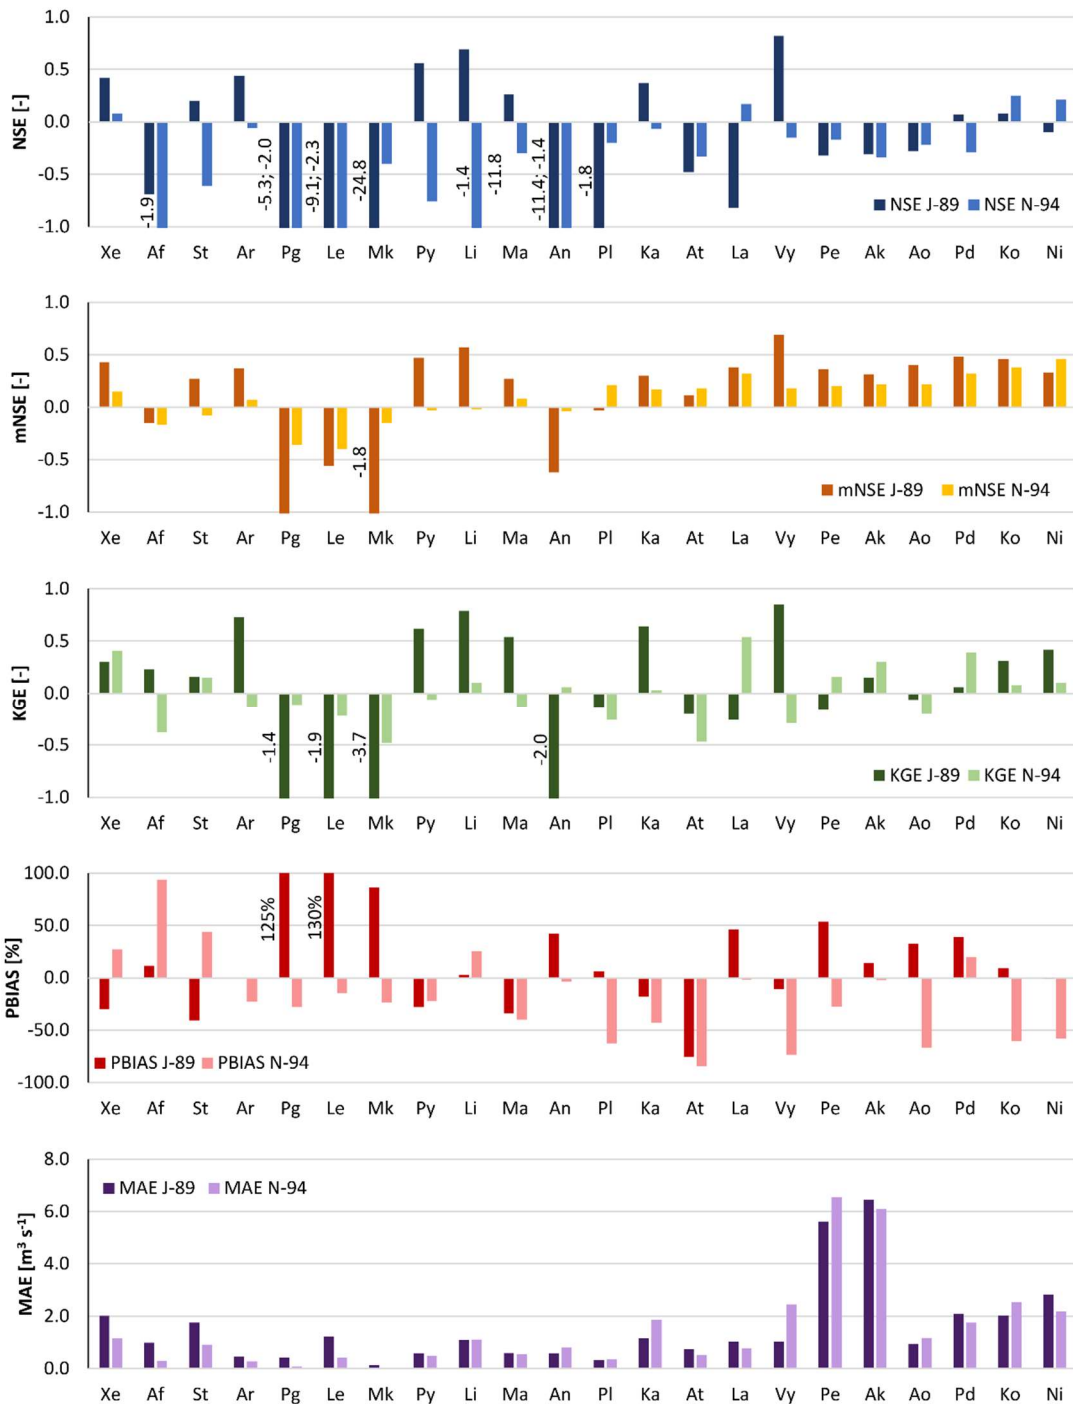 NSE [-]
1.0
0.5
0.0
-0.5
-1.0
-1.9
-5.3; -2.0
-9.1; -2.3
-24.8
-1.4
-11.8
-11.4; -1.4
-1.8
NSE J-89 NSE N-94
Xe Af St Ar Pg Le Mk Py Li Ma An Pl Ka At La Vy Pe Ak Ao Pd Ko Ni
mNSE [-]
1.0
0.5
0.0
-0.5
-1.0
-1.8
mNSE J-89 mNSE N-94
Xe Af St Ar Pg Le Mk Py Li Ma An Pl Ka At La Vy Pe Ak Ao Pd Ko Ni
KGE [-]
1.0
0.5
0.0
-0.5
-1.0
-1.4
-1.9
-3.7
-2.0
KGE J-89 KGE N-94
Xe Af St Ar Pg Le Mk Py Li Ma An Pl Ka At La Vy Pe Ak Ao Pd Ko Ni
PBIAS [%]
100.0
50.0
0.0
-50.0
-100.0
125%
130%
PBIAS J-89 PBIAS N-94
Xe Af St Ar Pg Le Mk Py Li Ma An Pl Ka At La Vy Pe Ak Ao Pd Ko Ni
MAE [m³ s⁻¹]
8.0
6.0
4.0
2.0
0.0
MAE J-89 MAE N-94
Xe Af St Ar Pg Le Mk Py Li Ma An Pl Ka At La Vy Pe Ak Ao Pd Ko Ni